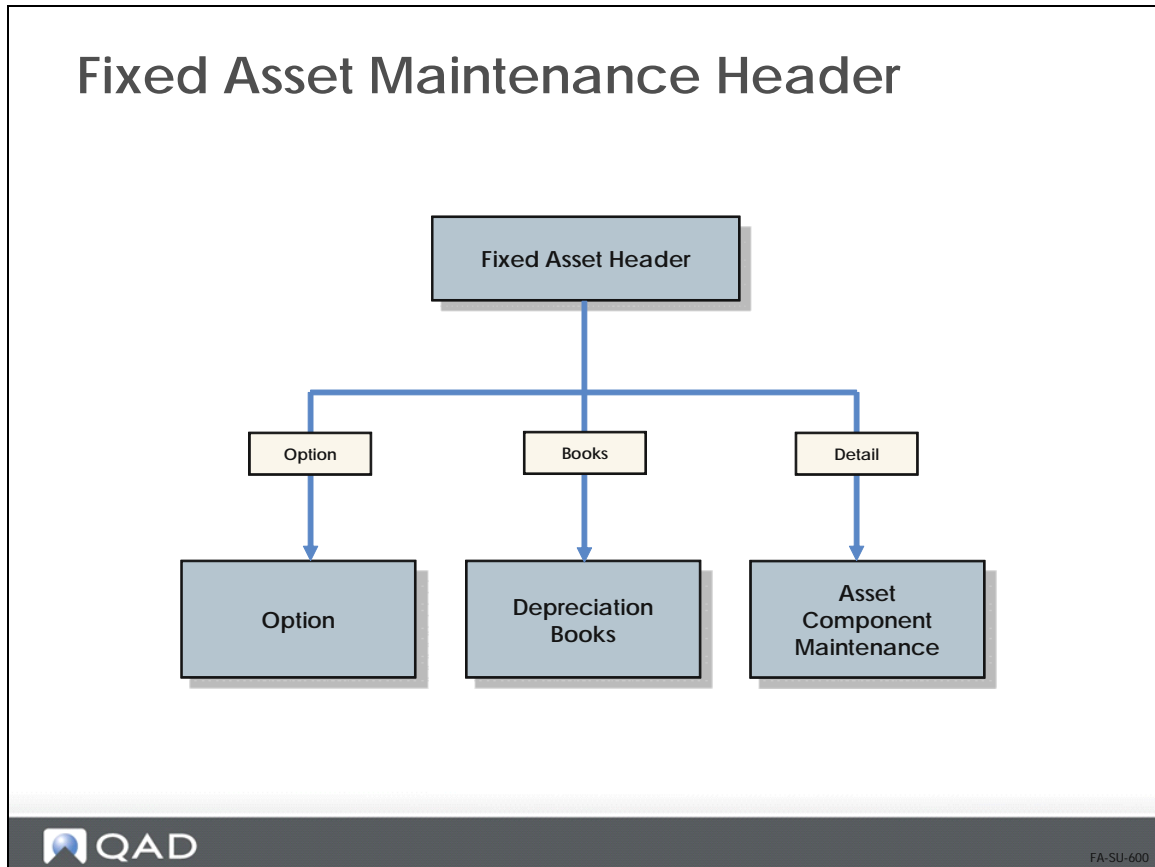 Fixed Asset Maintenance Header
Fixed Asset Header
Option
Books
Detail
Option
Depreciation
Books
Asset
Component
Maintenance
QAD
FA-SU-600